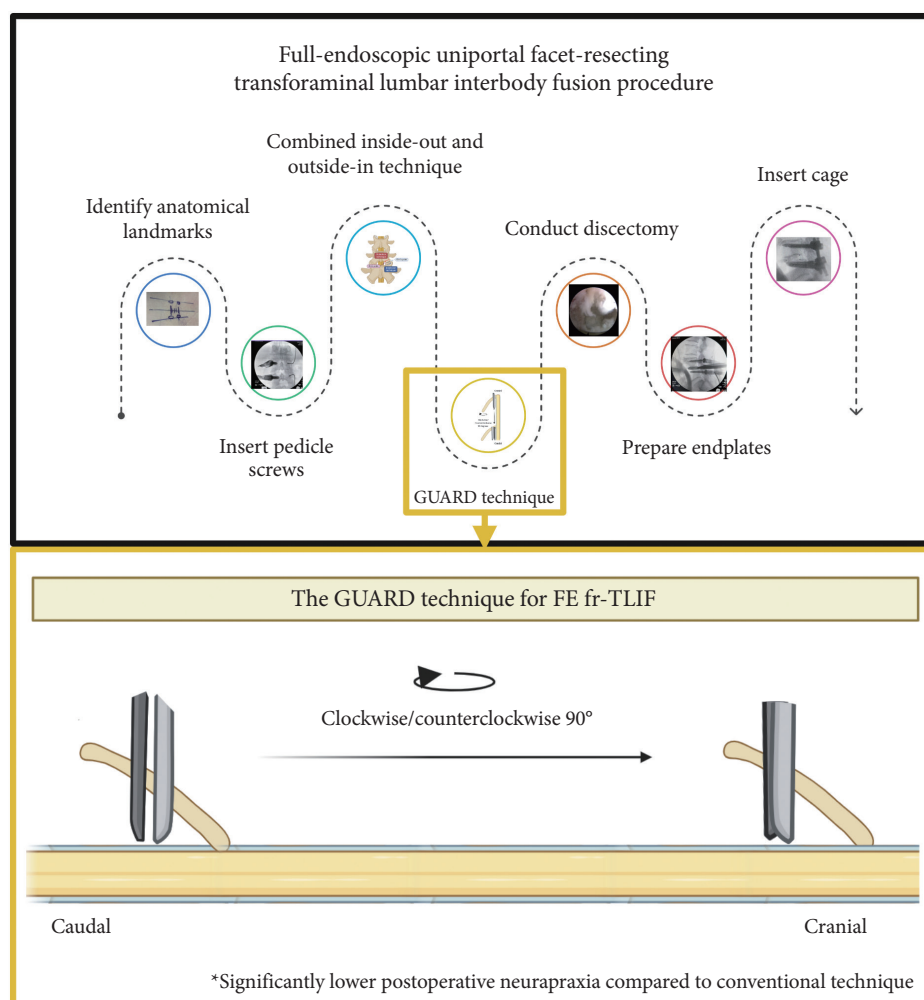 Full-endoscopic uniportal facet-resecting
transforaminal lumbar interbody fusion procedure
Combined inside-out and
outside-in technique
Insert cage
Identify anatomical
landmarks
Conduct discectomy
Insert pedicle
screws
Prepare endplates
GUARD technique
The GUARD technique for FE fr-TLIF
Clockwise/counterclockwise 90°
Caudal
Cranial
*Significantly lower postoperative neurapraxia compared to conventional technique